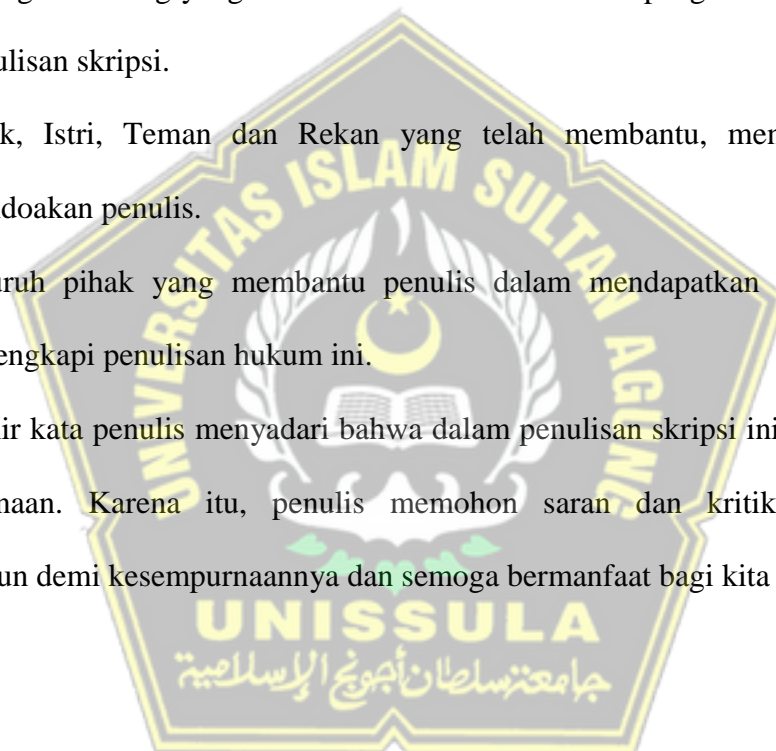 ulisan skripsi.
k, Istri, Teman dan Rekan yang telah membantu, men
doakan penulis.
uruh pihak yang membantu penulis dalam mendapatkan
engkapi penulisan hukum ini.
ir kata penulis menyadari bahwa dalam penulisan skripsi ini
naan. Karena itu, penulis memohon saran dan kritik
un demi kesempurnaannya dan semoga bermanfaat bagi kita
UNIVERSITAS ISLAM SULTAN AGUNG
UNISSULA
جامعة سلطان أجونج الإسلامية